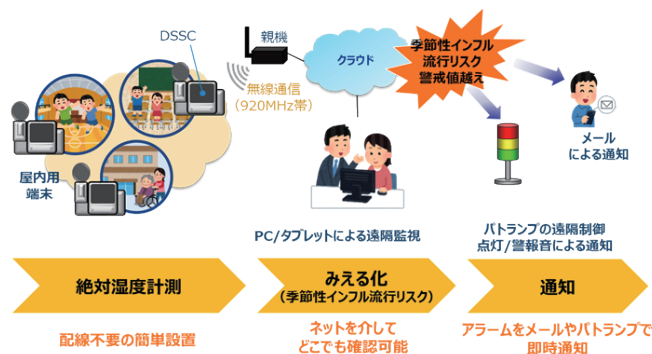 DSSC
親機
クラウド
季節性インフル
流行リスク
警戒値越え
無線通信
(920MHz帯)
屋内用
端末
メール
による通知
PC/タブレットによる遠隔監視
パトランプの遠隔制御
点灯/警報音による通知
絶対湿度計測
みえる化
(季節性インフル流行リスク)
通知
配線不要の簡単設置
ネットを介して
どこでも確認可能
アラームをメールやパトランプで
即時通知